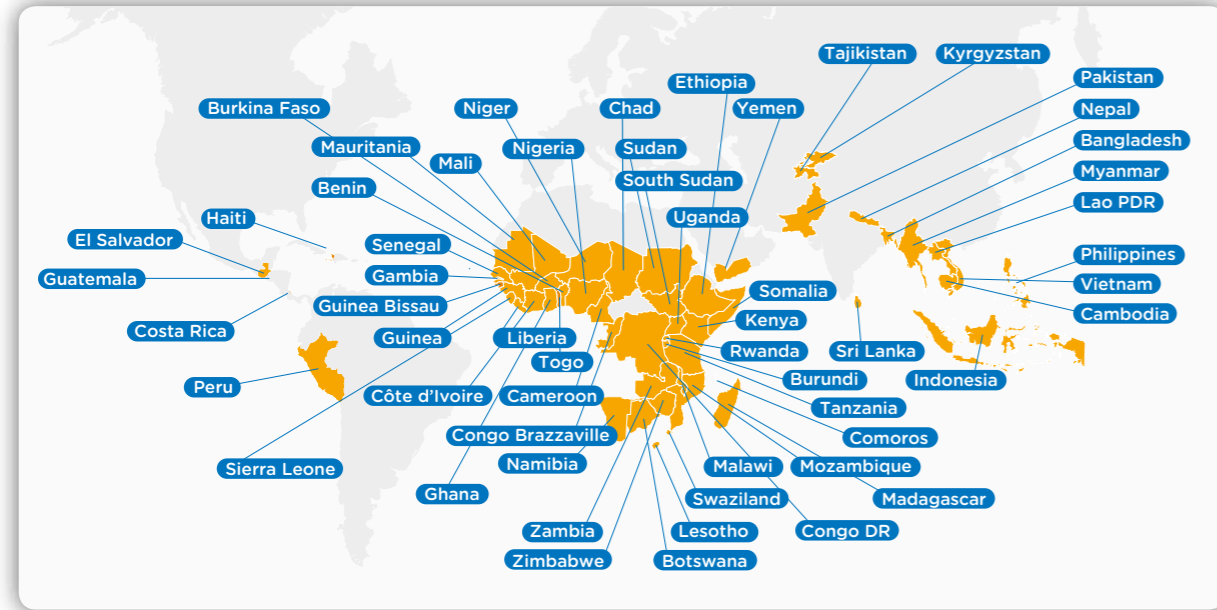 Tajikistan
Kyrgyzstan
Ethiopia
Pakistan
Burkina Faso
Niger
Chad
Yemen
Nepal
Mauritania
Nigeria
Sudan
Bangladesh
Mali
Myanmar
Benin
South Sudan
Lao PDR
Haiti
Uganda
El Salvador
Senegal
Philippines
Guatemala
Gambia
Vietnam
Somalia
Guinea Bissau
Cambodia
Kenya
Costa Rica
Guinea
Liberia
Rwanda
Sri Lanka
Togo
Burundi
Indonesia
Peru
Côte d'Ivoire
Cameroon
Tanzania
Congo Brazzaville
Comoros
Sierra Leone
Namibia
Malawi
Mozambique
Ghana
Swaziland
Madagascar
Zambia
Lesotho
Congo DR
Zimbabwe
Botswana